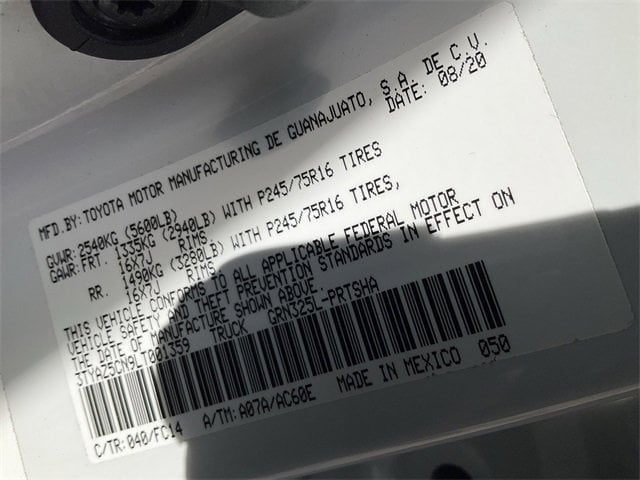 MFD.BY: TOYOTA MOTOR MANUFACTURING DE GUANAJUATO, S.A. DE C.V.
DATE: 08/20
GVWR: 2540KG (5600LB)
GAWR: FRT. 1335KG (2940LB) WITH P245/75R16 TIRES
16X7J RIMS,
RR. 1490KG (3280LB) WITH P245/75R16 TIRES,
16X7J RIMS,
THIS VEHICLE CONFORMS TO ALL APPLICABLE FEDERAL MOTOR
VEHICLE SAFETY AND THEFT PREVENTION STANDARDS IN EFFECT ON
THE DATE OF MANUFACTURE SHOWN ABOVE.
3TYAZ5CN9LT001359 TRUCK GRN325L-PRTSHA
C/TR: 040/FC14 A/TM: A07A/AC60E MADE IN MEXICO 050